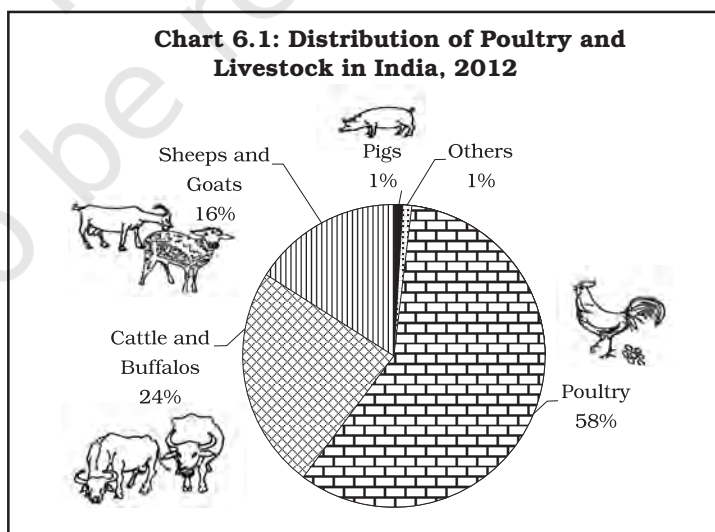 Chart 6.1: Distribution of Poultry and
Livestock in India, 2012
Sheeps and
Goats
16%
Pigs
1%
Others
1%
Cattle and
Buffalos
24%
Poultry
58%